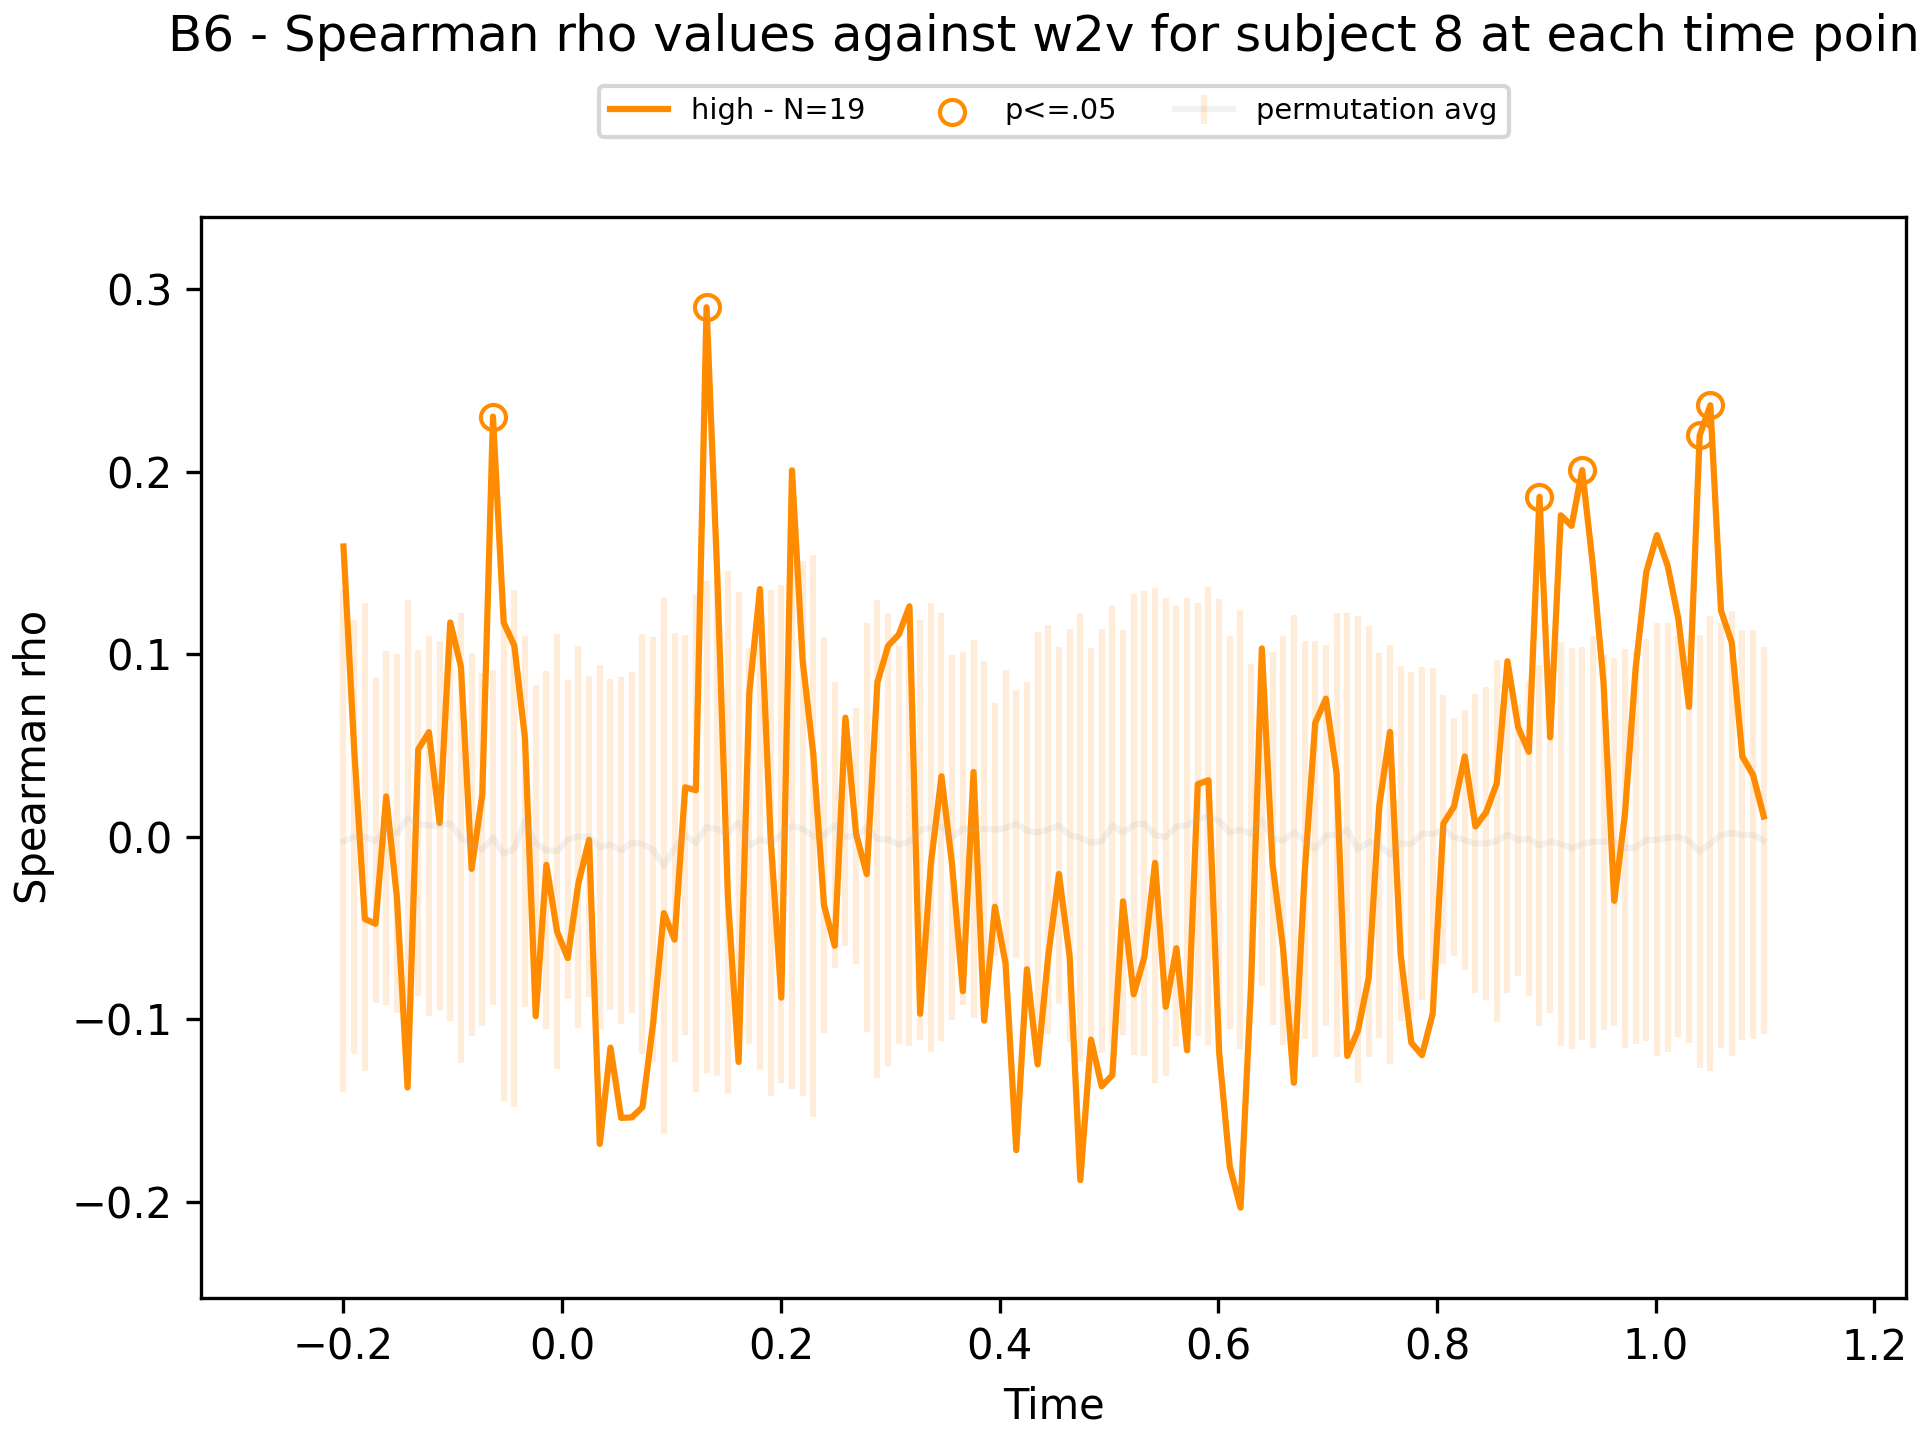 B6 - Spearman rho values against w2v for subject 8 at each time poin
high - N=19 p<=.05 permutation avg
0.3
0.2
0.1
0.0
−0.1
−0.2
Spearman rho
−0.2 0.0 0.2 0.4 0.6 0.8 1.0 1.2
Time